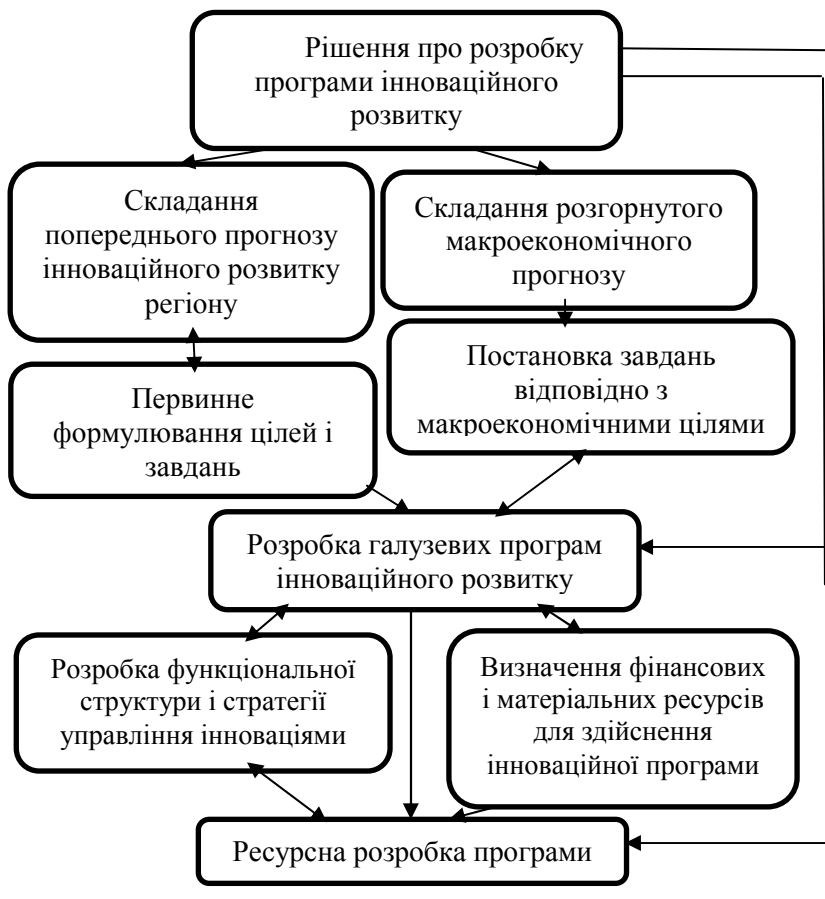 Рішення про розробку
програми інноваційного
розвитку
Складання
попереднього прогнозу
інноваційного розвитку
регіону
Складання розгорнутого
макроекономічного
прогнозу
Первинне
формулювання цілей і
завдань
Постановка завдань
відповідно з
макроекономічними цілями
Розробка галузевих програм
інноваційного розвитку
Розробка функціональної
структури і стратегії
управління інноваціями
Визначення фінансових
і матеріальних ресурсів
для здійснення
інноваційної програми
Ресурсна розробка програми